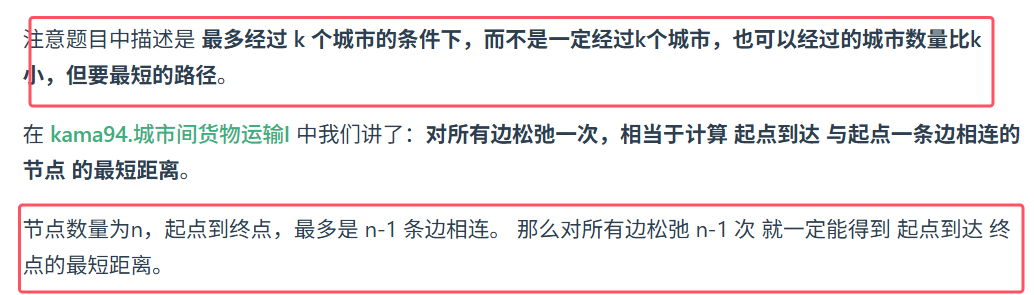 注意题目中描述是 最多经过 k 个城市的条件下，而不是一定经过k个城市，也可以经过的城市数量比k
小，但要最短的路径。
在 kama94.城市间货物运输I 中我们讲了：对所有边松弛一次，相当于计算 起点到达 与起点一条边相连的
节点 的最短距离。
节点数量为n，起点到终点，最多是 n-1 条边相连。 那么对所有边松弛 n-1 次 就一定能得到 起点到达 终
点的最短距离。